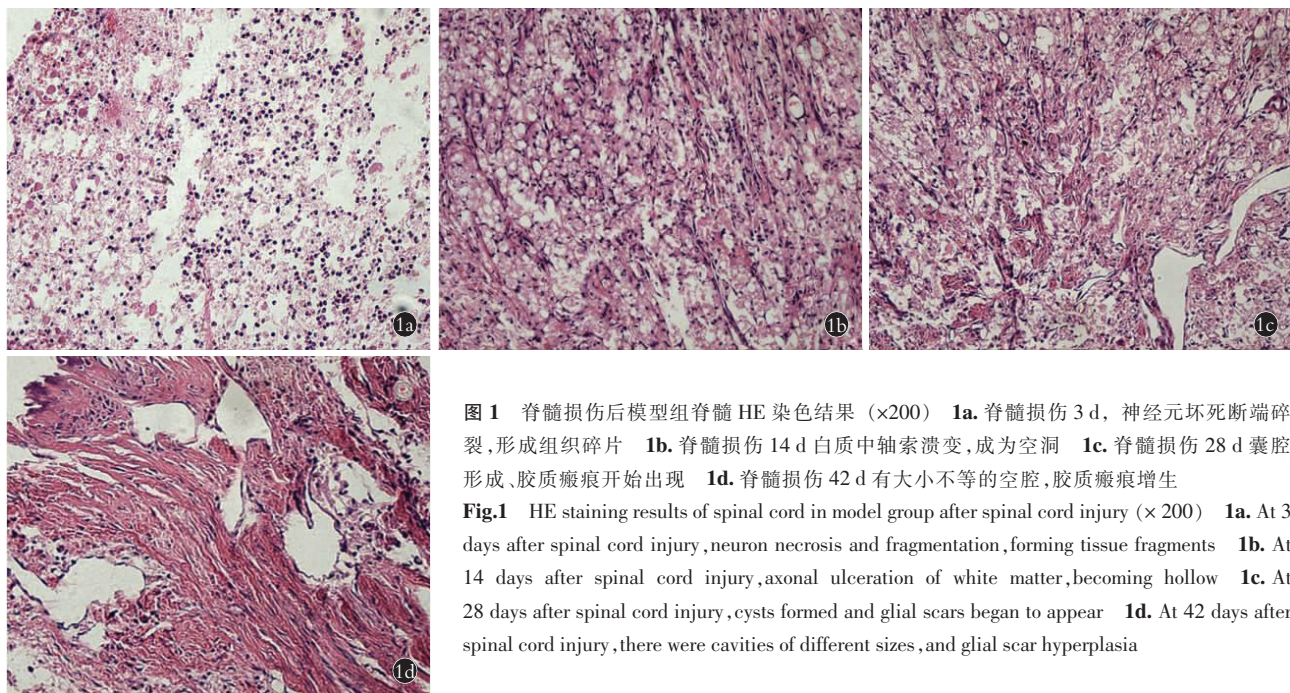 1a
1b
1c
1d
图 1 脊髓损伤后模型组脊髓 HE 染色结果（×200） 1a. 脊髓损伤 3 d，神经元坏死断端碎
裂，形成组织碎片 1b. 脊髓损伤 14 d 白质中轴索溃变，成为空洞 1c. 脊髓损伤 28 d 囊腔
形成、胶质瘢痕开始出现 1d. 脊髓损伤 42 d 有大小不等的空腔，胶质瘢痕增生
Fig.1 HE staining results of spinal cord in model group after spinal cord injury (× 200) 1a. At 3
days after spinal cord injury,neuron necrosis and fragmentation,forming tissue fragments 1b. At
14 days after spinal cord injury,axonal ulceration of white matter,becoming hollow 1c. At
28 days after spinal cord injury,cysts formed and glial scars began to appear 1d. At 42 days after
spinal cord injury,there were cavities of different sizes,and glial scar hyperplasia